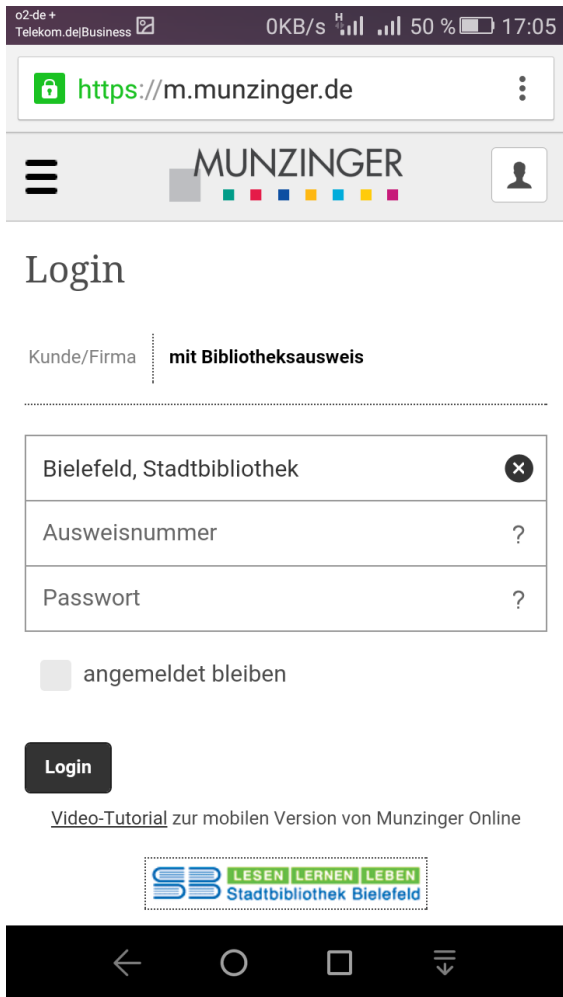 o2-de +
Telekom.de|Business 0KB/s H 50 % 17:05
https://m.munzinger.de
MUNZINGER
Login
Kunde/Firma mit Bibliotheksausweis
Bielefeld, Stadtbibliothek
Ausweisnummer ?
Passwort ?
angemeldet bleiben
Login
Video-Tutorial zur mobilen Version von Munzinger Online
SB LESEN LERNEN LEBEN
Stadtbibliothek Bielefeld